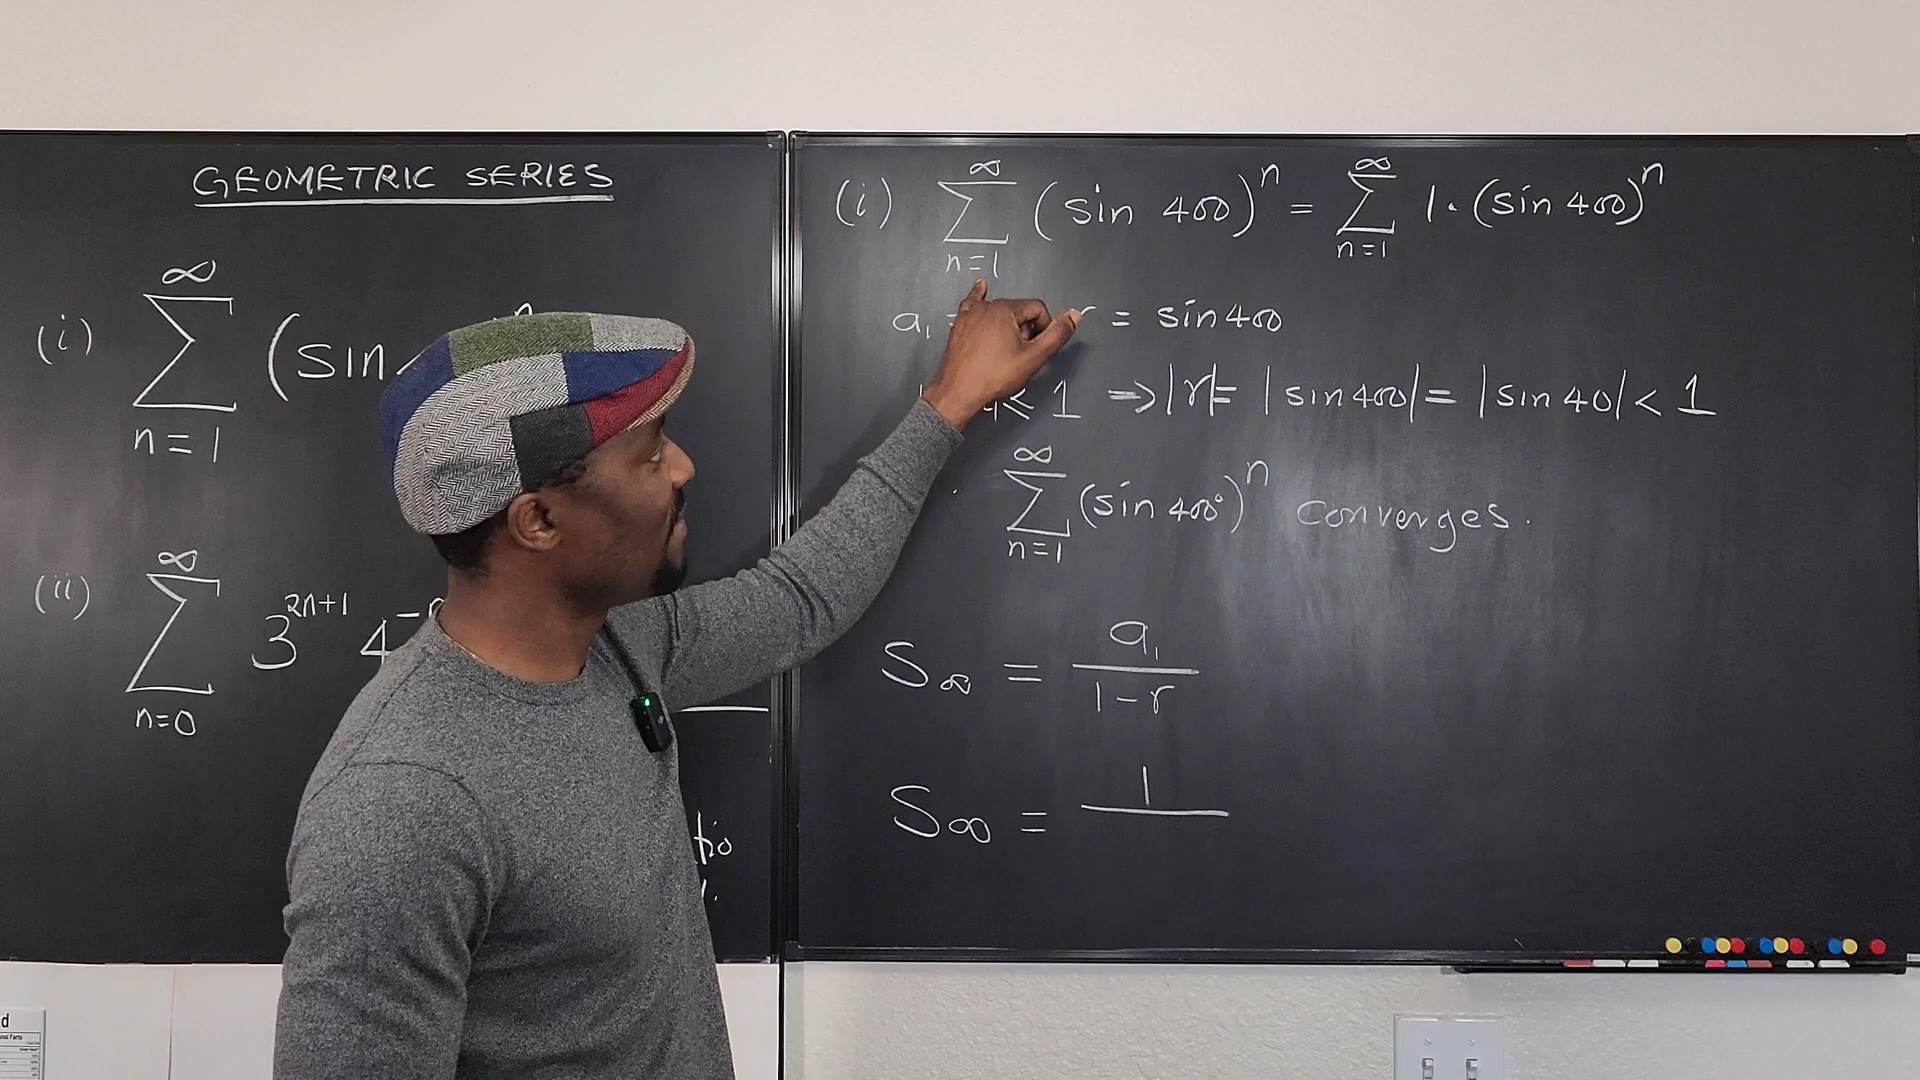 GEOMETRIC SERIES
(i) ∞ ∑ n=1 (sin n
(ii) ∞ ∑ n=0 3^{2n+1} 4^{-n}
tio
(i) ∞ ∑ n=1 (sin 400)^n = ∞ ∑ n=1 1·(sin 400)^n
a₁ = r = sin 400
< 1 ⇒ |r| = |sin 400| = |sin 40| < 1
∞ ∑ n=1 (sin 400°)^n converges.
S∞ = a₁ / (1 - r)
S∞ = 1 /